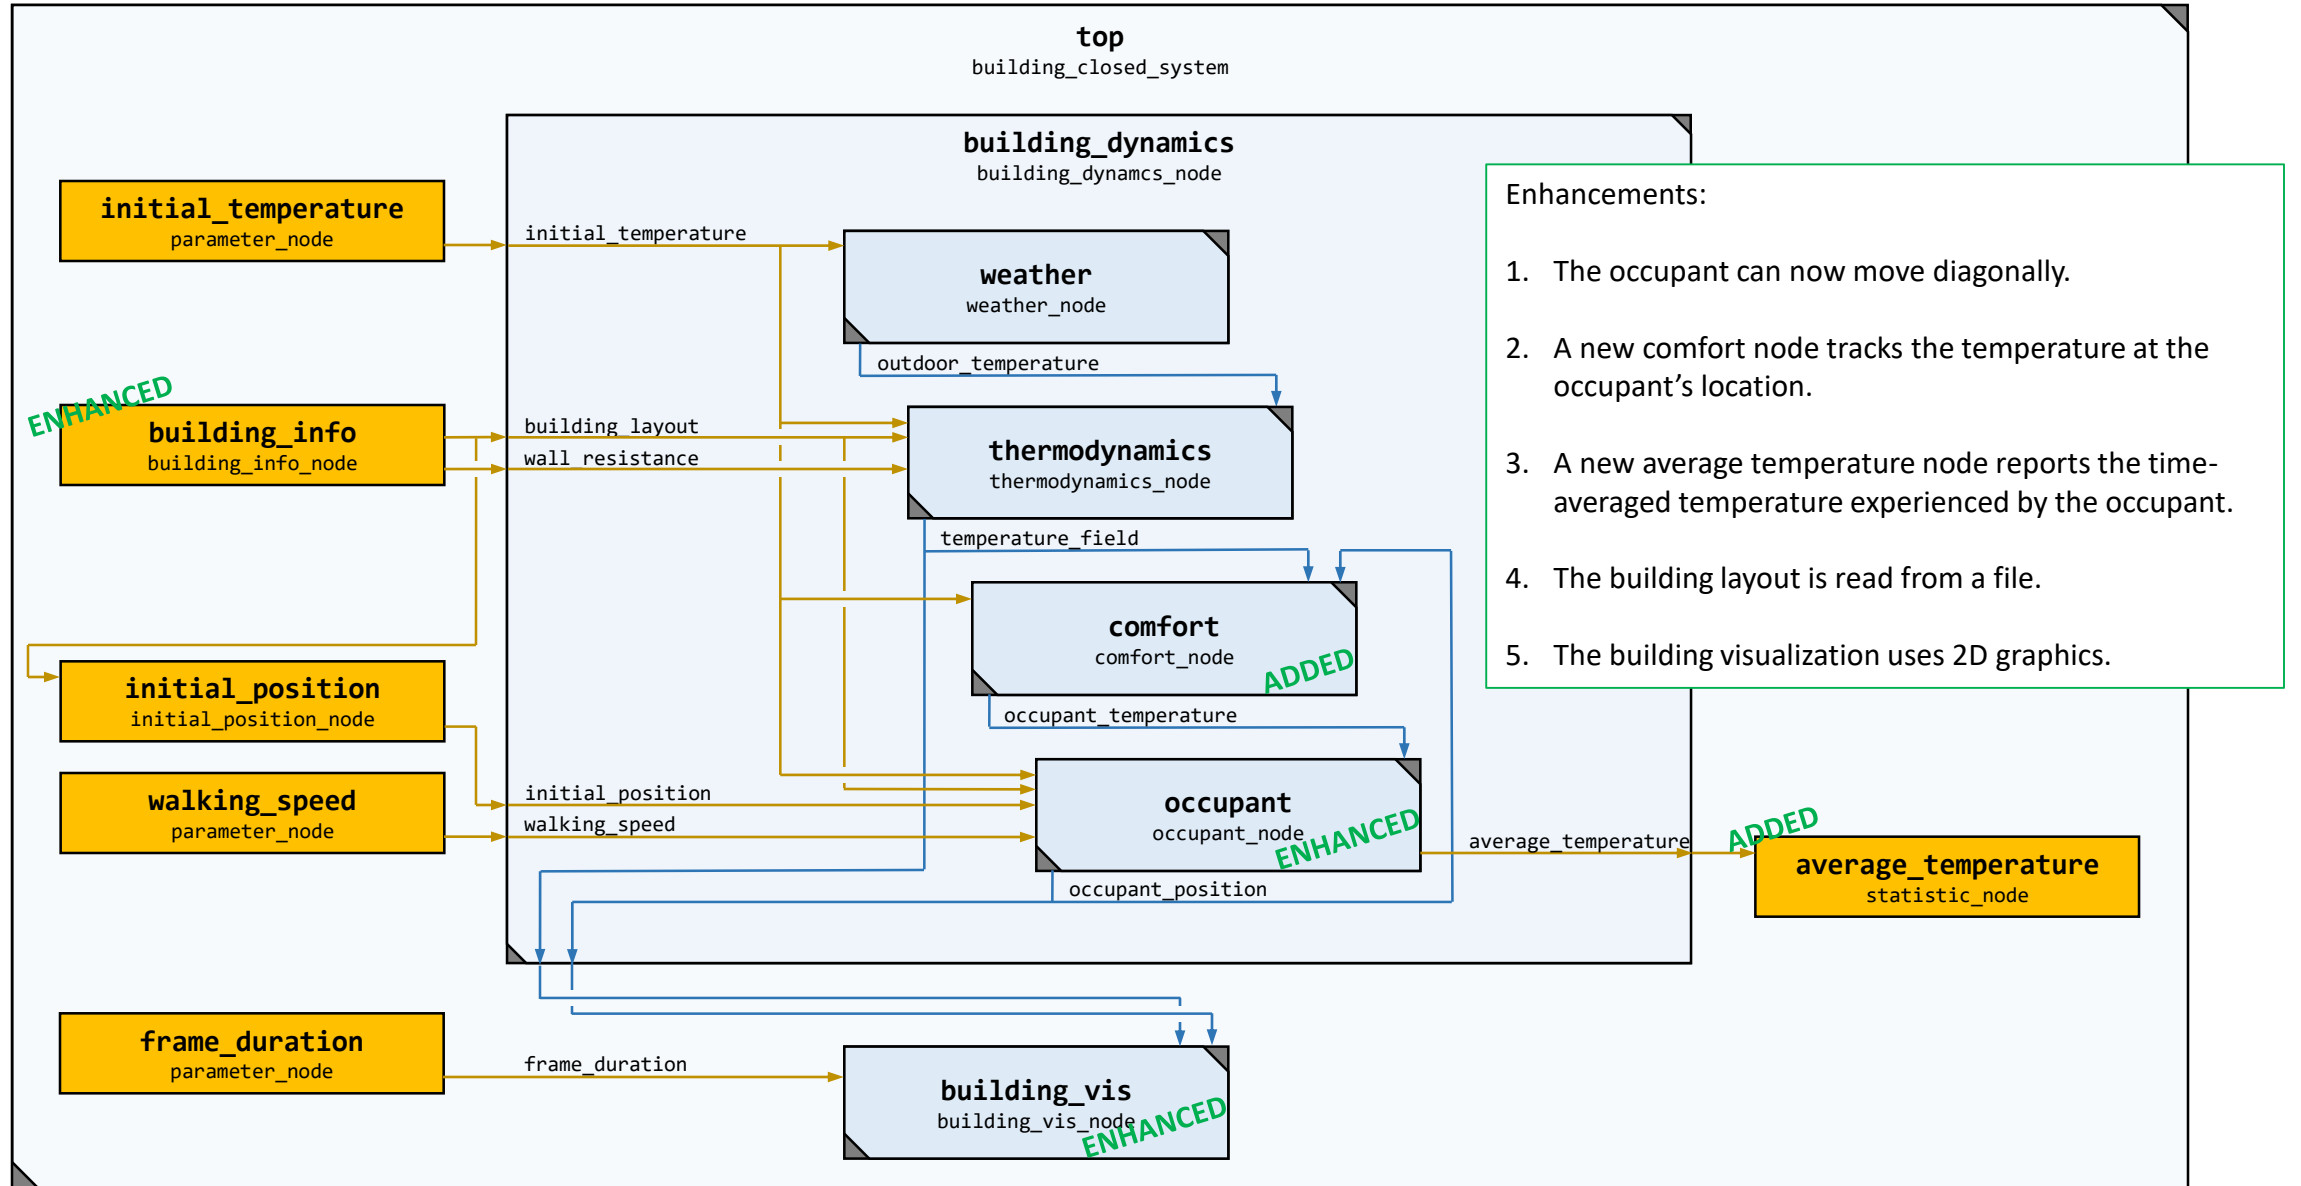 top
building_closed_system
building_dynamics
building_dynamcs_node
initial_temperature
parameter_node
initial_temperature
weather
weather_node
outdoor_temperature
ENHANCED
building_info
building_info_node
building_layout
wall_resistance
thermodynamics
thermodynamics_node
temperature_field
comfort
comfort_node
ADDED
occupant_temperature
initial_position
initial_position_node
walking_speed
parameter_node
initial_position
walking_speed
occupant
occupant_node
ENHANCED
occupant_position
average_temperature
ADDED
average_temperature
statistic_node
frame_duration
parameter_node
frame_duration
building_vis
building_vis_node
ENHANCED
Enhancements:
1. The occupant can now move diagonally.
2. A new comfort node tracks the temperature at the
occupant’s location.
3. A new average temperature node reports the time-
averaged temperature experienced by the occupant.
4. The building layout is read from a file.
5. The building visualization uses 2D graphics.